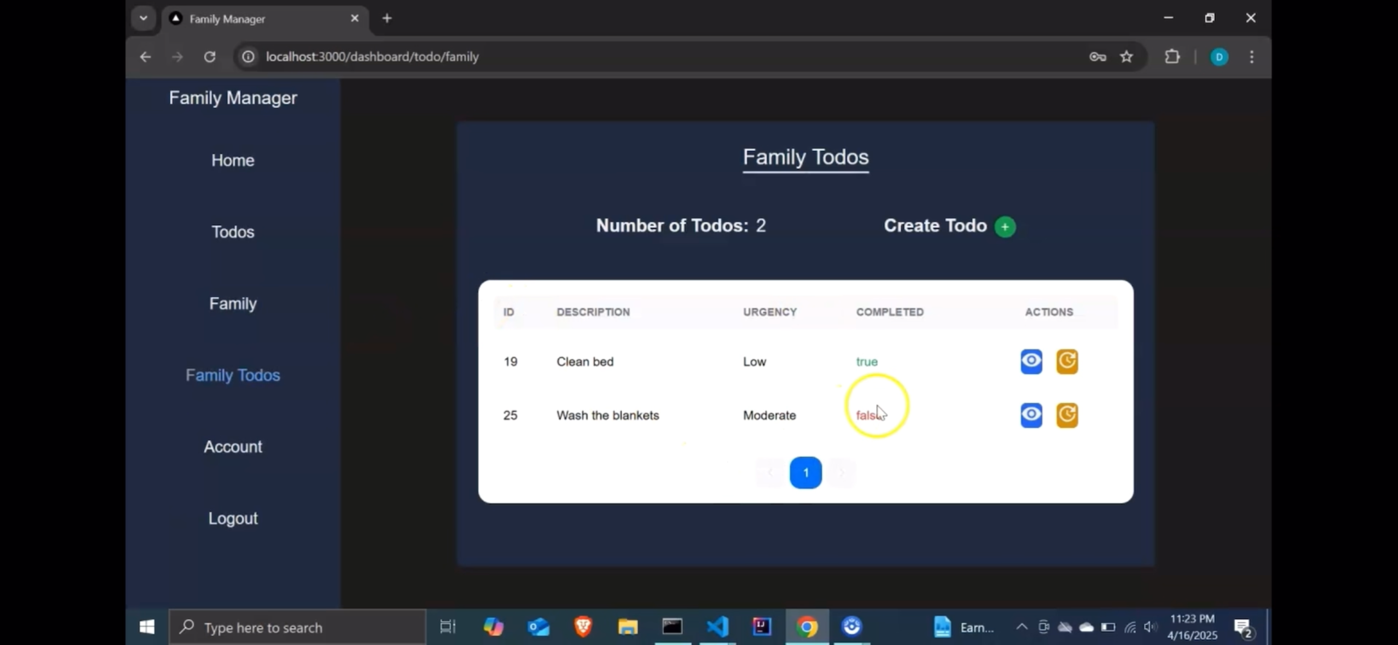 Family Manager
localhost:3000/dashboard/todo/family
D
Family Manager
Home
Todos
Family
Family Todos
Account
Logout
Family Todos
Number of Todos: 2
Create Todo +
ID DESCRIPTION URGENCY COMPLETED ACTIONS
19 Clean bed Low true
25 Wash the blankets Moderate false
1
Type here to search
Earn...
11:23 PM
4/16/2025
2